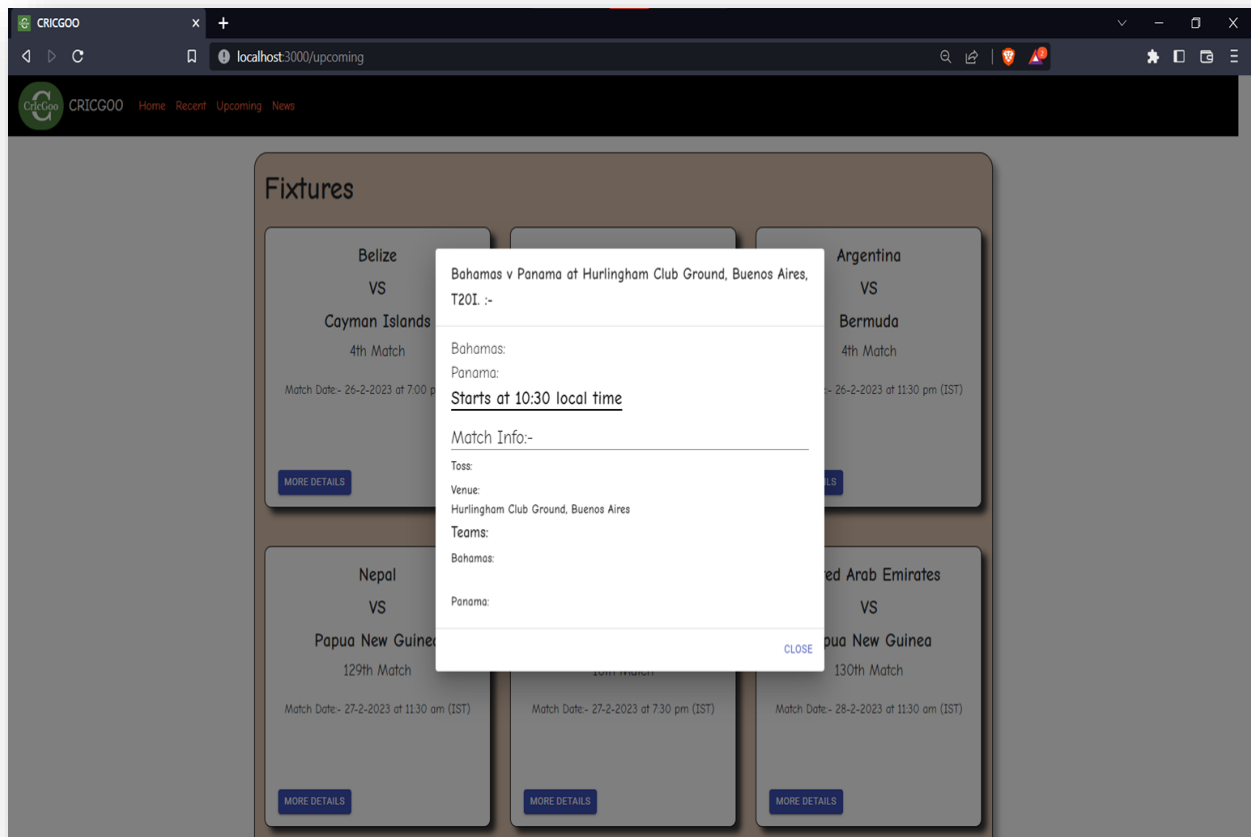 CRICGOO
localhost:3000/upcoming
2
CricGoo CRICGOO Home Recent Upcoming News
Fixtures
Belize
VS
Cayman Islands
4th Match
Match Date:- 26-2-2023 at 7:00 p
MORE DETAILS
Argentina
VS
Bermuda
4th Match
:- 26-2-2023 at 11:30 pm (IST)
ILS
Bahamas v Panama at Hurlingham Club Ground, Buenos Aires,
T20I. :-
Bahamas:
Panama:
Starts at 10:30 local time
Match Info:-
Toss:
Venue:
Hurlingham Club Ground, Buenos Aires
Teams:
Bahamas:
Panama:
CLOSE
Nepal
VS
Papua New Guinea
129th Match
Match Date:- 27-2-2023 at 11:30 am (IST)
MORE DETAILS
Match Date:- 27-2-2023 at 7:30 pm (IST)
MORE DETAILS
ed Arab Emirates
VS
pua New Guinea
130th Match
Match Date:- 28-2-2023 at 11:30 am (IST)
MORE DETAILS